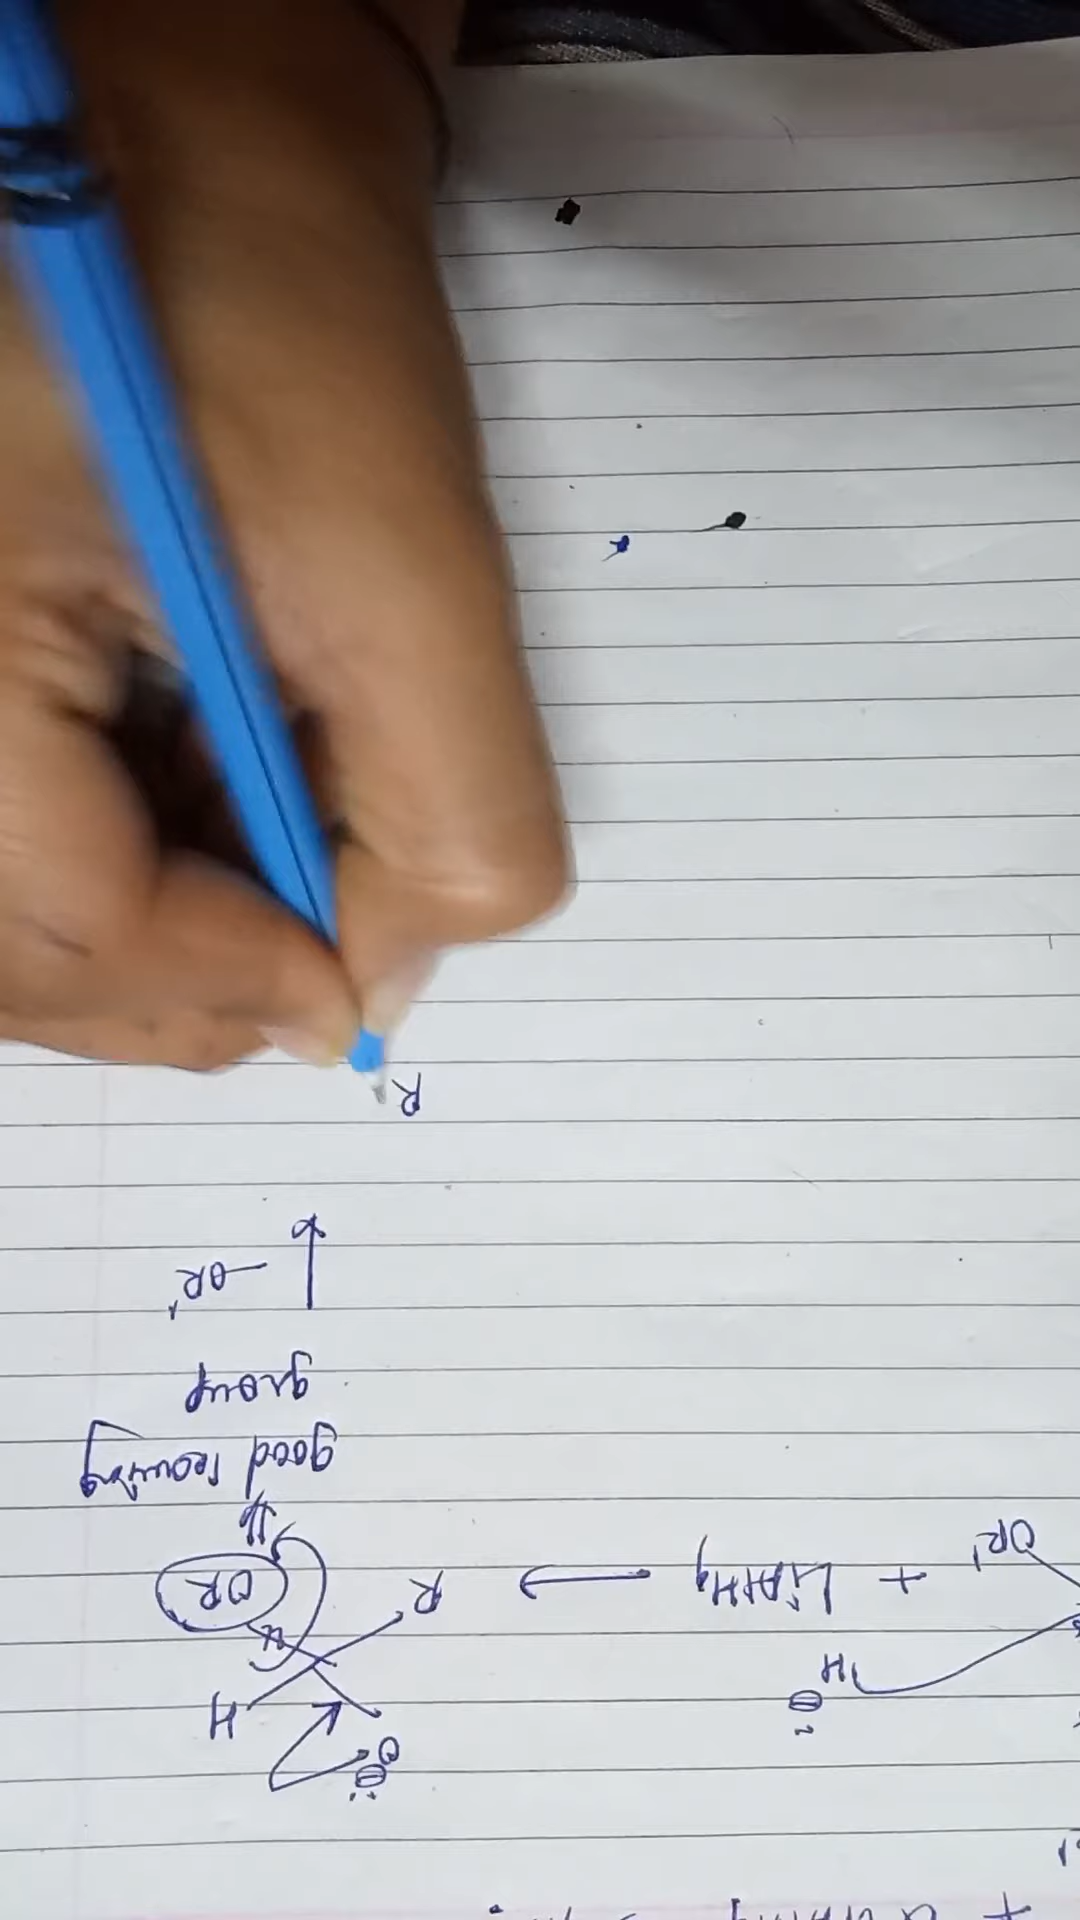 H
⊖
OR' + LiAlH4 → R
O⊖
H
OR
good leaving
group
-OR'
R